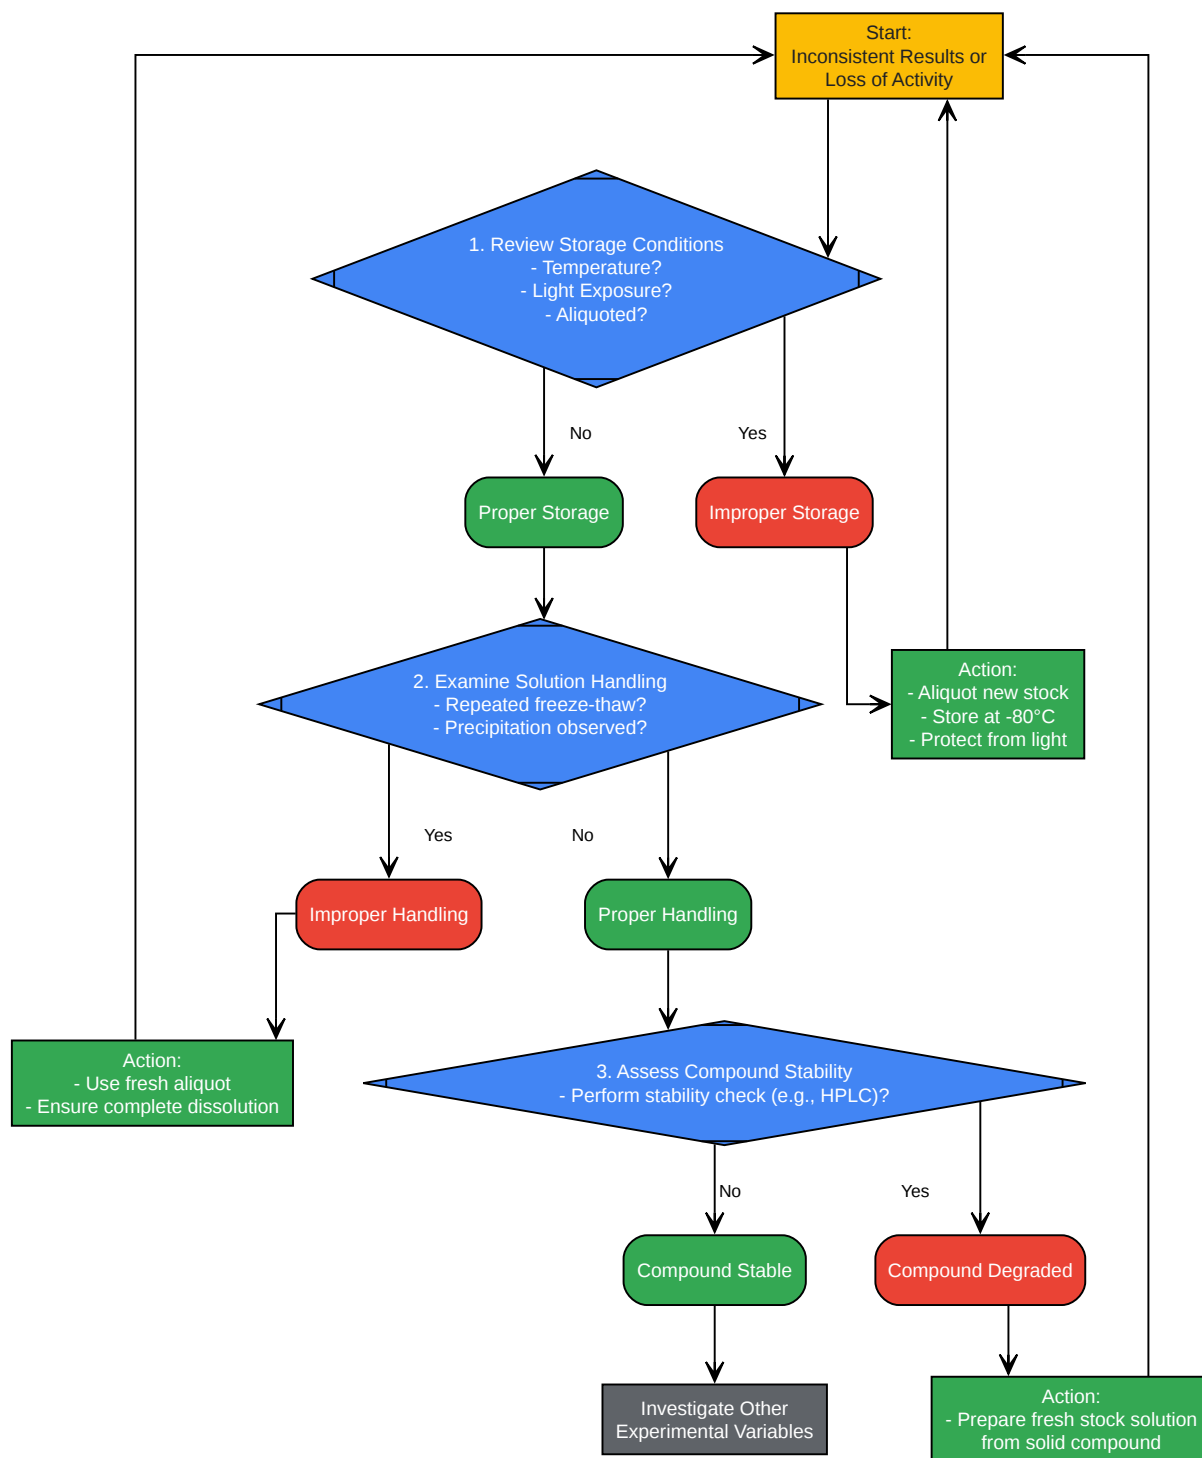 Start:
Inconsistent Results or
Loss of Activity
1. Review Storage Conditions
- Temperature?
- Light Exposure?
- Aliquoted?
No
Yes
Proper Storage
Improper Storage
2. Examine Solution Handling
- Repeated freeze-thaw?
- Precipitation observed?
Action:
- Aliquot new stock
- Store at -80°C
- Protect from light
Yes
No
Improper Handling
Proper Handling
Action:
- Use fresh aliquot
- Ensure complete dissolution
3. Assess Compound Stability
- Perform stability check (e.g., HPLC)?
No
Yes
Compound Stable
Compound Degraded
Investigate Other
Experimental Variables
Action:
- Prepare fresh stock solution
from solid compound